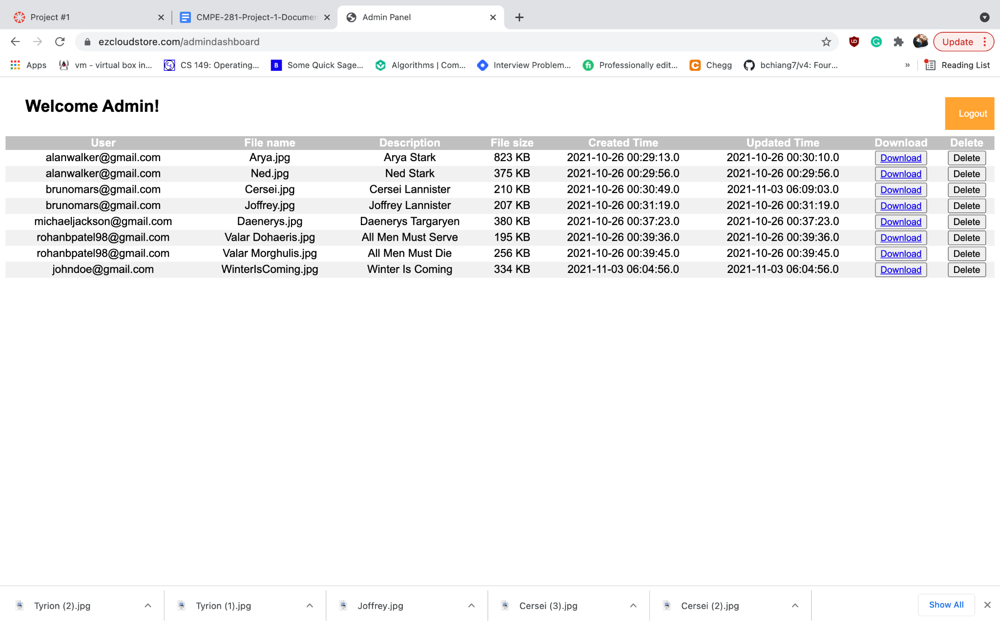 Project #1
CMPE-281-Project-1-Documen
Admin Panel
ezcloudstore.com/admindashboard
Update
Apps
vm - virtual box in...
CS 149: Operating...
Some Quick Sage...
Algorithms | Com...
Interview Problem...
Professionally edit...
Chegg
bchiang7/v4: Four...
»
Reading List
Welcome Admin!
Logout
User File name Description File size Created Time Updated Time Download Delete
alanwalker@gmail.com Arya.jpg Arya Stark 823 KB 2021-10-26 00:29:13.0 2021-10-26 00:30:10.0 Download Delete
alanwalker@gmail.com Ned.jpg Ned Stark 375 KB 2021-10-26 00:29:56.0 2021-10-26 00:29:56.0 Download Delete
brunomars@gmail.com Cersei.jpg Cersei Lannister 210 KB 2021-10-26 00:30:49.0 2021-11-03 06:09:03.0 Download Delete
brunomars@gmail.com Joffrey.jpg Joffrey Lannister 207 KB 2021-10-26 00:31:19.0 2021-10-26 00:31:19.0 Download Delete
michaeljackson@gmail.com Daenerys.jpg Daenerys Targaryen 380 KB 2021-10-26 00:37:23.0 2021-10-26 00:37:23.0 Download Delete
rohanbpatel98@gmail.com Valar Dohaeris.jpg All Men Must Serve 195 KB 2021-10-26 00:39:36.0 2021-10-26 00:39:36.0 Download Delete
rohanbpatel98@gmail.com Valar Morghulis.jpg All Men Must Die 256 KB 2021-10-26 00:39:45.0 2021-10-26 00:39:45.0 Download Delete
johndoe@gmail.com WinterIsComing.jpg Winter Is Coming 334 KB 2021-11-03 06:04:56.0 2021-11-03 06:04:56.0 Download Delete
Tyrion (2).jpg
Tyrion (1).jpg
Joffrey.jpg
Cersei (3).jpg
Cersei (2).jpg
Show All